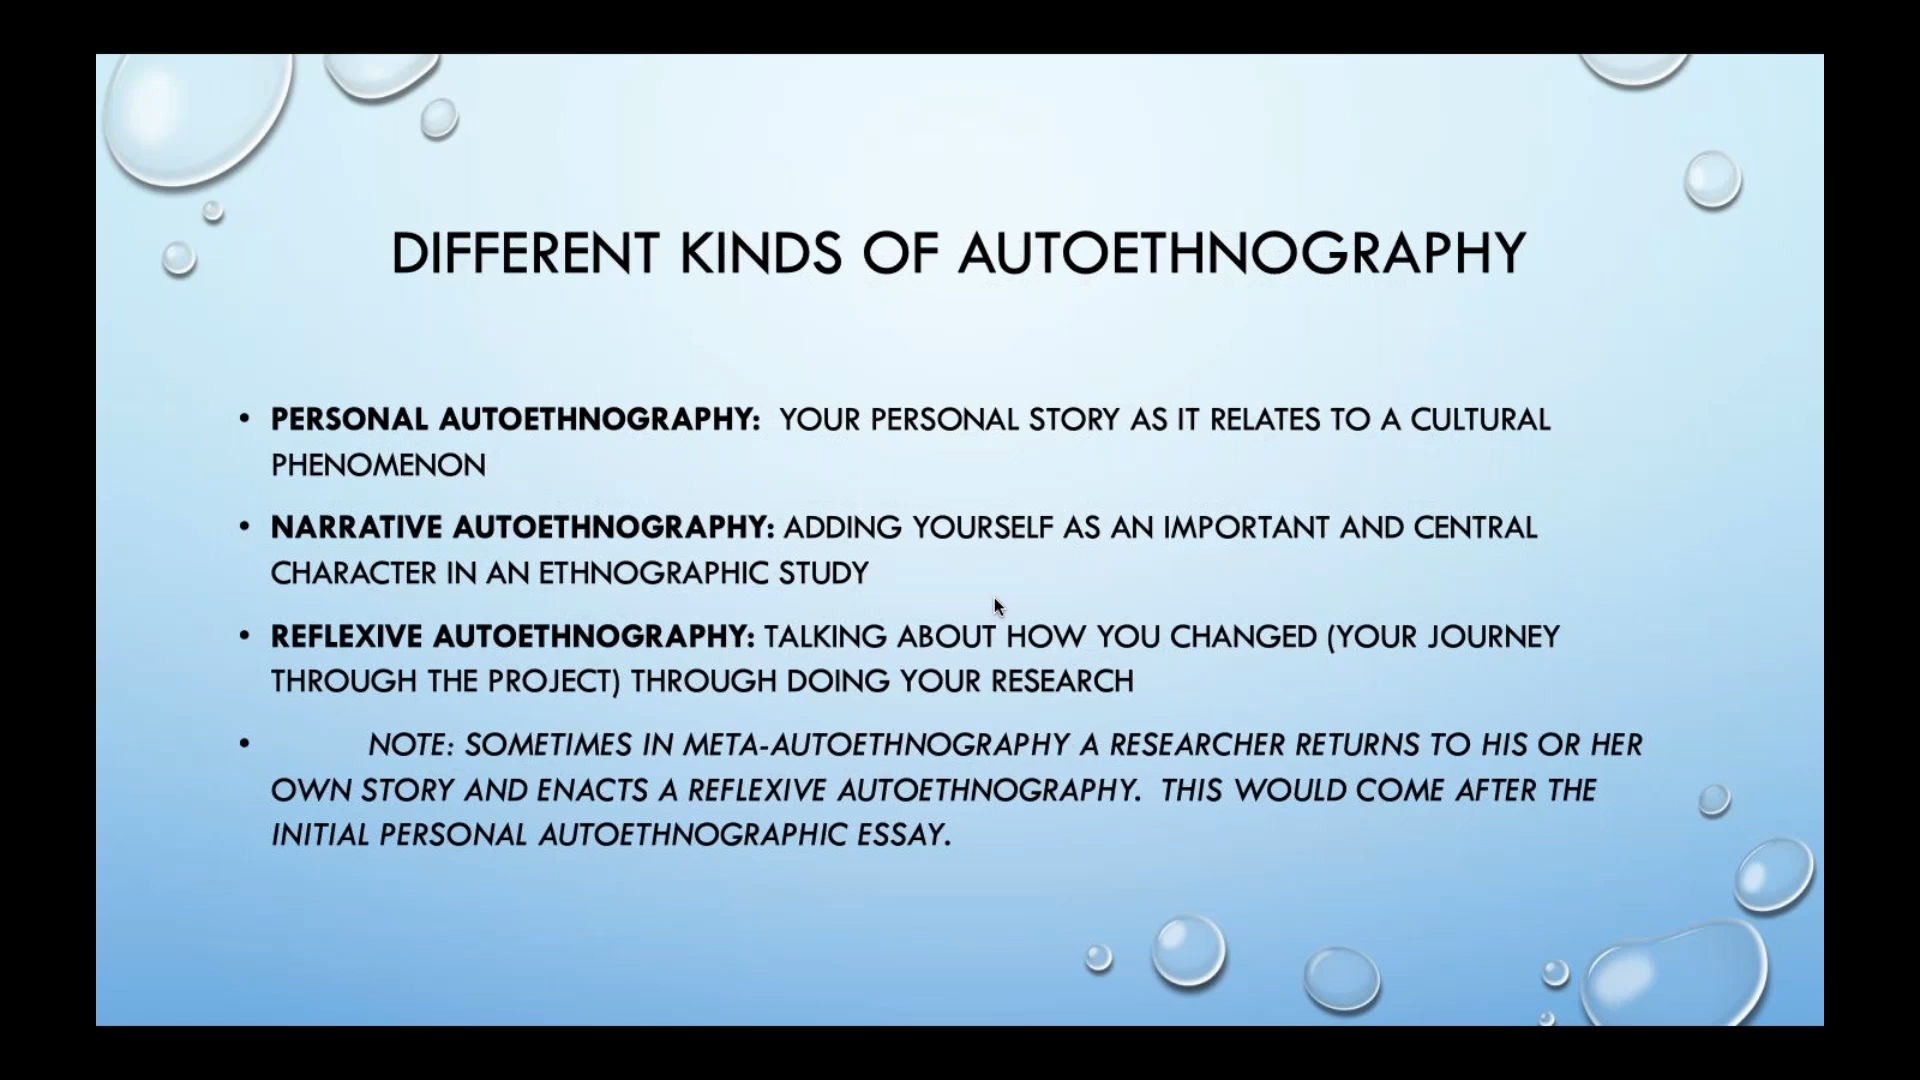 DIFFERENT KINDS OF AUTOETHNOGRAPHY
• PERSONAL AUTOETHNOGRAPHY: YOUR PERSONAL STORY AS IT RELATES TO A CULTURAL
PHENOMENON
• NARRATIVE AUTOETHNOGRAPHY: ADDING YOURSELF AS AN IMPORTANT AND CENTRAL
CHARACTER IN AN ETHNOGRAPHIC STUDY
• REFLEXIVE AUTOETHNOGRAPHY: TALKING ABOUT HOW YOU CHANGED (YOUR JOURNEY
THROUGH THE PROJECT) THROUGH DOING YOUR RESEARCH
• NOTE: SOMETIMES IN META-AUTOETHNOGRAPHY A RESEARCHER RETURNS TO HIS OR HER
OWN STORY AND ENACTS A REFLEXIVE AUTOETHNOGRAPHY. THIS WOULD COME AFTER THE
INITIAL PERSONAL AUTOETHNOGRAPHIC ESSAY.